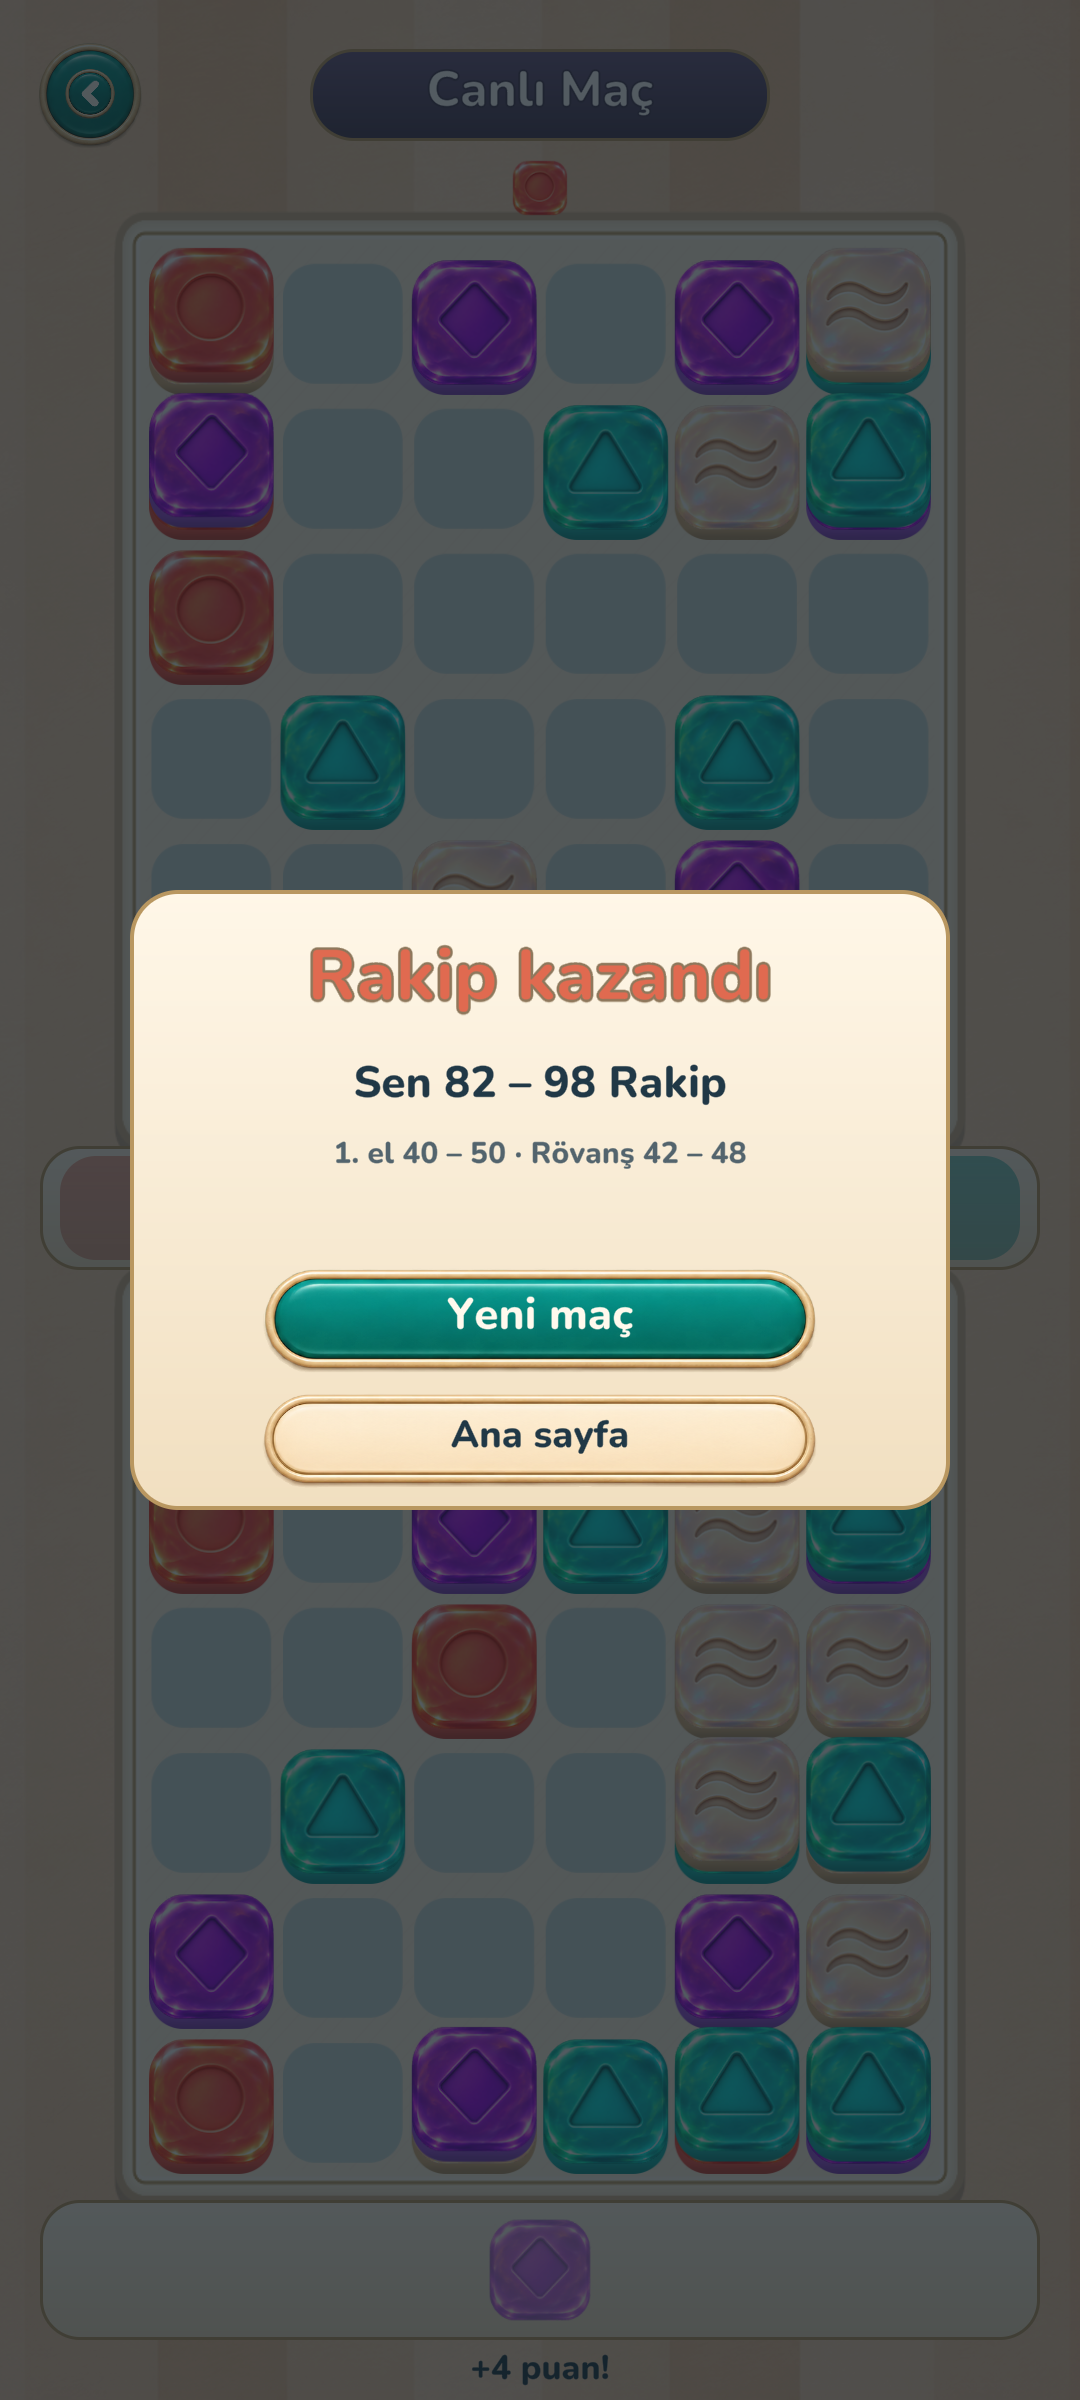 Canlı Maç
Rakip kazandı
Sen 82 – 98 Rakip
1. el 40 – 50 · Rövanş 42 – 48
Yeni maç
Ana sayfa
+4 puan!